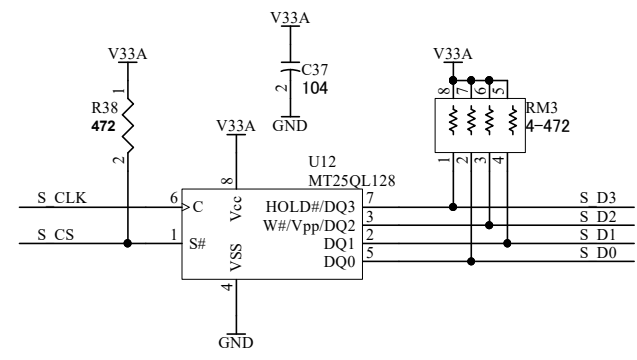 V33A
V33A
C37
2
104
GND
V33A
1
R38
472
2
V33A
8 7 6 5
RM3
4-472
1 2 3 4
U12
MT25QL128
8
Vcc
S_CLK
6
C
HOLD#/DQ3
7
S_D3
W#/Vpp/DQ2
3
S_D2
S_CS
1
S#
DQ1
2
S_D1
DQ0
5
S_D0
VSS
4
GND